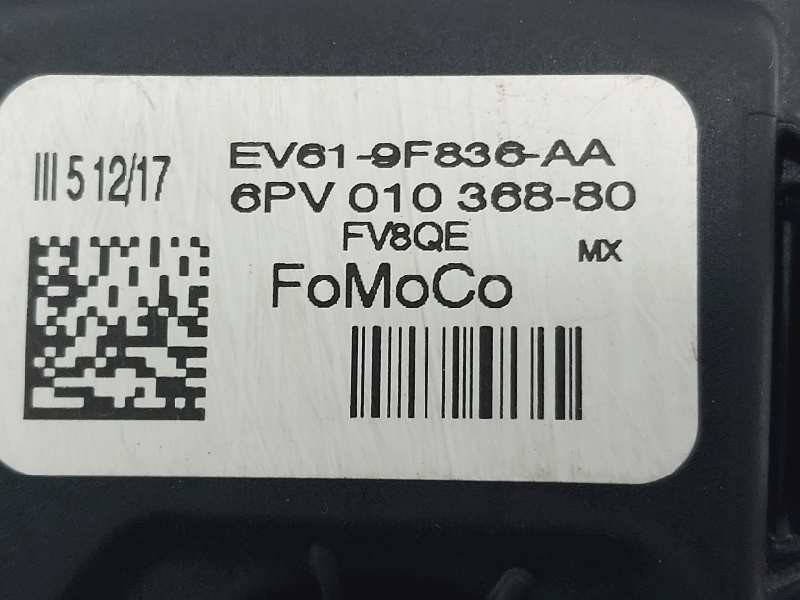 III 5 12/17
EV61-9F836-AA
6PV 010 368-80
FV8QE
MX
FoMoCo